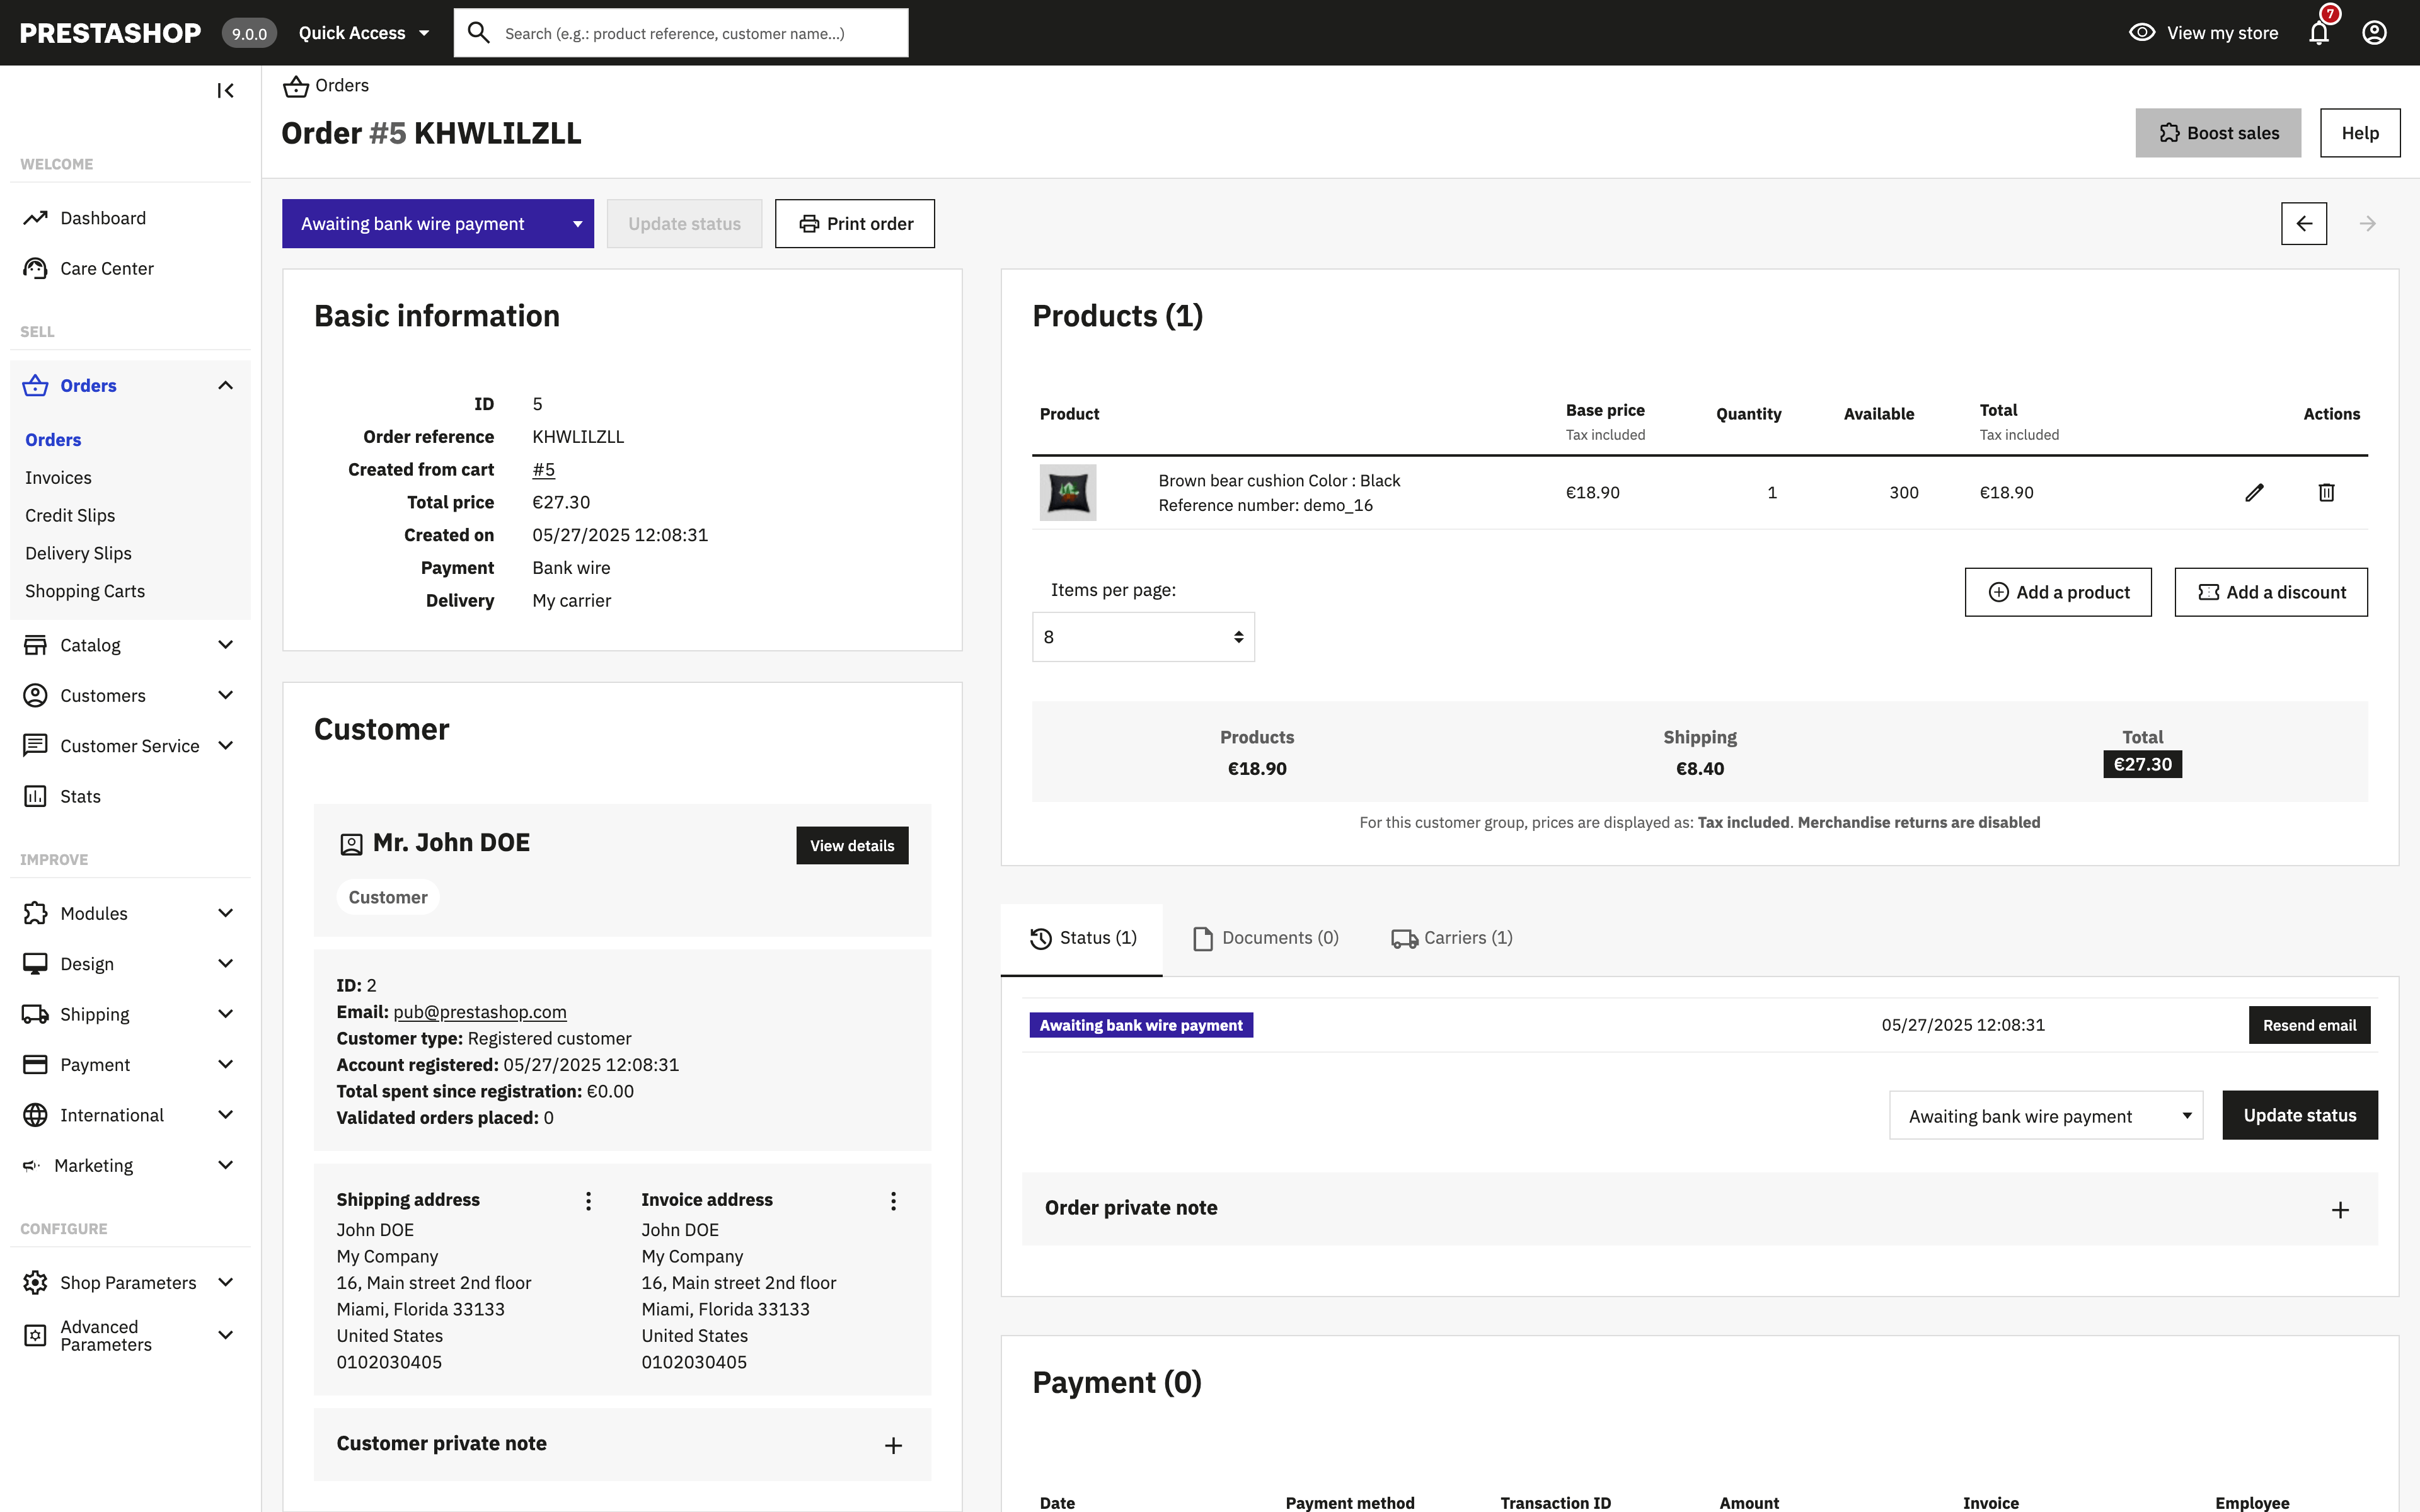 PRESTASHOP
9.0.0
Quick Access
Search (e.g.: product reference, customer name...)
View my store
7
Orders
Order #5 KHWLILZLL
Boost sales
Help
WELCOME
Dashboard
Care Center
SELL
Orders
Orders
Invoices
Credit Slips
Delivery Slips
Shopping Carts
Catalog
Customers
Customer Service
Stats
IMPROVE
Modules
Design
Shipping
Payment
International
Marketing
CONFIGURE
Shop Parameters
Advanced
Parameters
Awaiting bank wire payment
Update status
Print order
Basic information
ID 5
Order reference KHWLILZLL
Created from cart #5
Total price €27.30
Created on 05/27/2025 12:08:31
Payment Bank wire
Delivery My carrier
Customer
Mr. John DOE
View details
Customer
ID: 2
Email: pub@prestashop.com
Customer type: Registered customer
Account registered: 05/27/2025 12:08:31
Total spent since registration: €0.00
Validated orders placed: 0
Shipping address
John DOE
My Company
16, Main street 2nd floor
Miami, Florida 33133
United States
0102030405
Invoice address
John DOE
My Company
16, Main street 2nd floor
Miami, Florida 33133
United States
0102030405
Customer private note
Products (1)
Product Base price Quantity Available Total Actions
Tax included Tax included
Brown bear cushion Color : Black
Reference number: demo_16
€18.90 1 300 €18.90
Items per page:
8
Add a product
Add a discount
Products Shipping Total
€18.90 €8.40 €27.30
For this customer group, prices are displayed as: Tax included. Merchandise returns are disabled
Status (1)
Documents (0)
Carriers (1)
Awaiting bank wire payment 05/27/2025 12:08:31 Resend email
Awaiting bank wire payment
Update status
Order private note
Payment (0)
Date Payment method Transaction ID Amount Invoice Employee